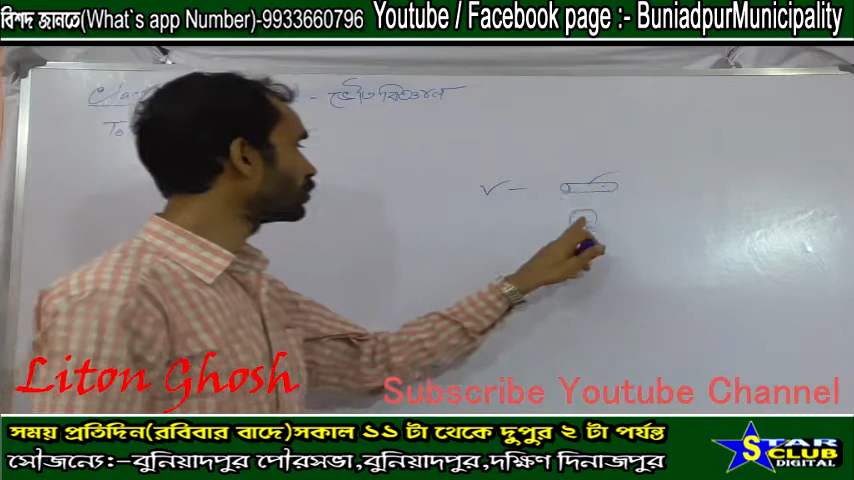 বিশদ জানতে(What`s app Number)-9933660796 Youtube / Facebook page :- BuniadpurMunicipality
- ভৌতবিজ্ঞান
To
V -
Liton Ghosh
Subscribe Youtube Channel
সময় প্রতিদিন(রবিবার বাদে)সকাল ১১ টা থেকে দুপুর ২ টা পর্যন্ত
সৌজন্যে:-বুনিয়াদপুর পৌরসভা,বুনিয়াদপুর,দক্ষিণ দিনাজপুর
STAR
CLUB
DIGITAL